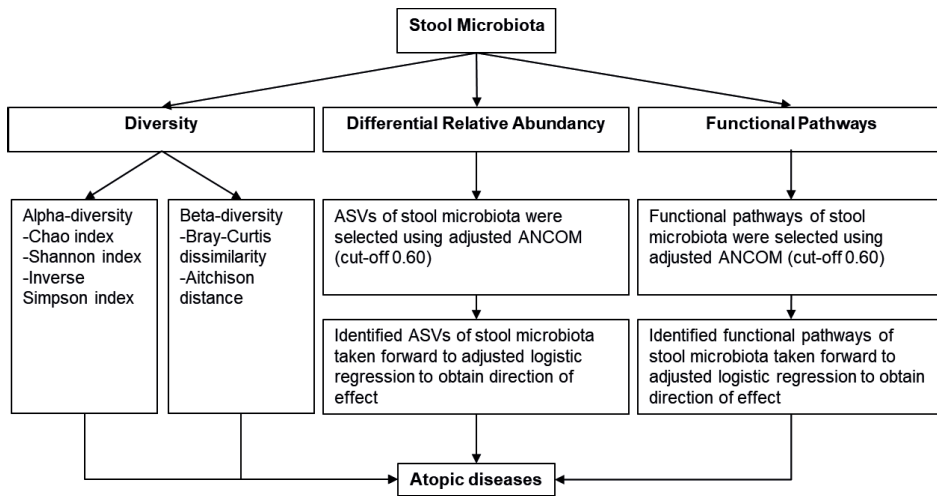 Stool Microbiota
Diversity
Differential Relative Abundancy
Functional Pathways
Alpha-diversity
-Chao index
-Shannon index
-Inverse
Simpson index
Beta-diversity
-Bray-Curtis
dissimilarity
-Aitchison
distance
ASVs of stool microbiota were
selected using adjusted ANCOM
(cut-off 0.60)
Functional pathways of stool
microbiota were selected using
adjusted ANCOM (cut-off 0.60)
Identified ASVs of stool microbiota
taken forward to adjusted logistic
regression to obtain direction of
effect
Identified functional pathways of
stool microbiota taken forward to
adjusted logistic regression to obtain
direction of effect
Atopic diseases